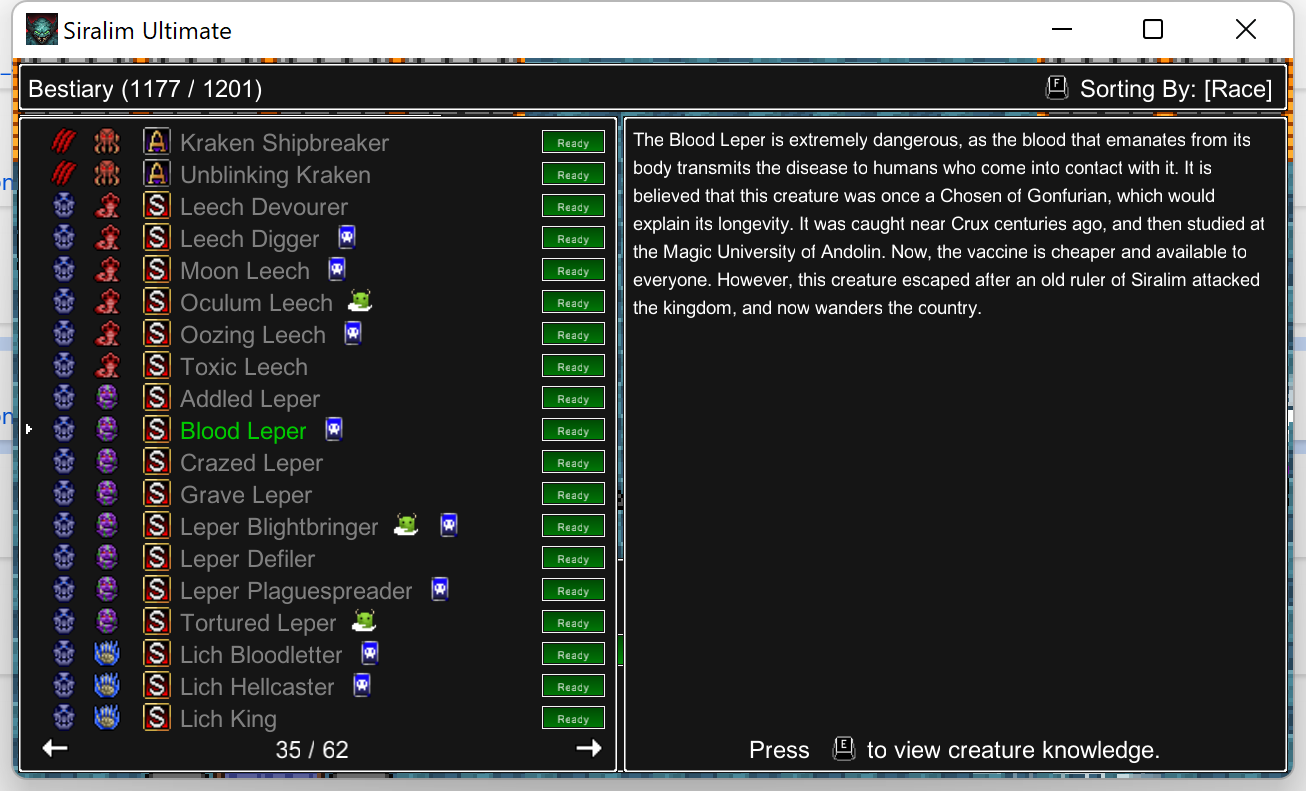 Siralim Ultimate
Bestiary (1177 / 1201)
F Sorting By: [Race]
A Kraken Shipbreaker Ready
A Unblinking Kraken Ready
S Leech Devourer Ready
S Leech Digger Ready
S Moon Leech Ready
S Oculum Leech Ready
S Oozing Leech Ready
S Toxic Leech Ready
S Addled Leper Ready
S Blood Leper Ready
S Crazed Leper Ready
S Grave Leper Ready
S Leper Blightbringer Ready
S Leper Defiler Ready
S Leper Plaguespreader Ready
S Tortured Leper Ready
S Lich Bloodletter Ready
S Lich Hellcaster Ready
S Lich King Ready
35 / 62
The Blood Leper is extremely dangerous, as the blood that emanates from its
body transmits the disease to humans who come into contact with it. It is
believed that this creature was once a Chosen of Gonfurian, which would
explain its longevity. It was caught near Crux centuries ago, and then studied at
the Magic University of Andolin. Now, the vaccine is cheaper and available to
everyone. However, this creature escaped after an old ruler of Siralim attacked
the kingdom, and now wanders the country.
Press E to view creature knowledge.